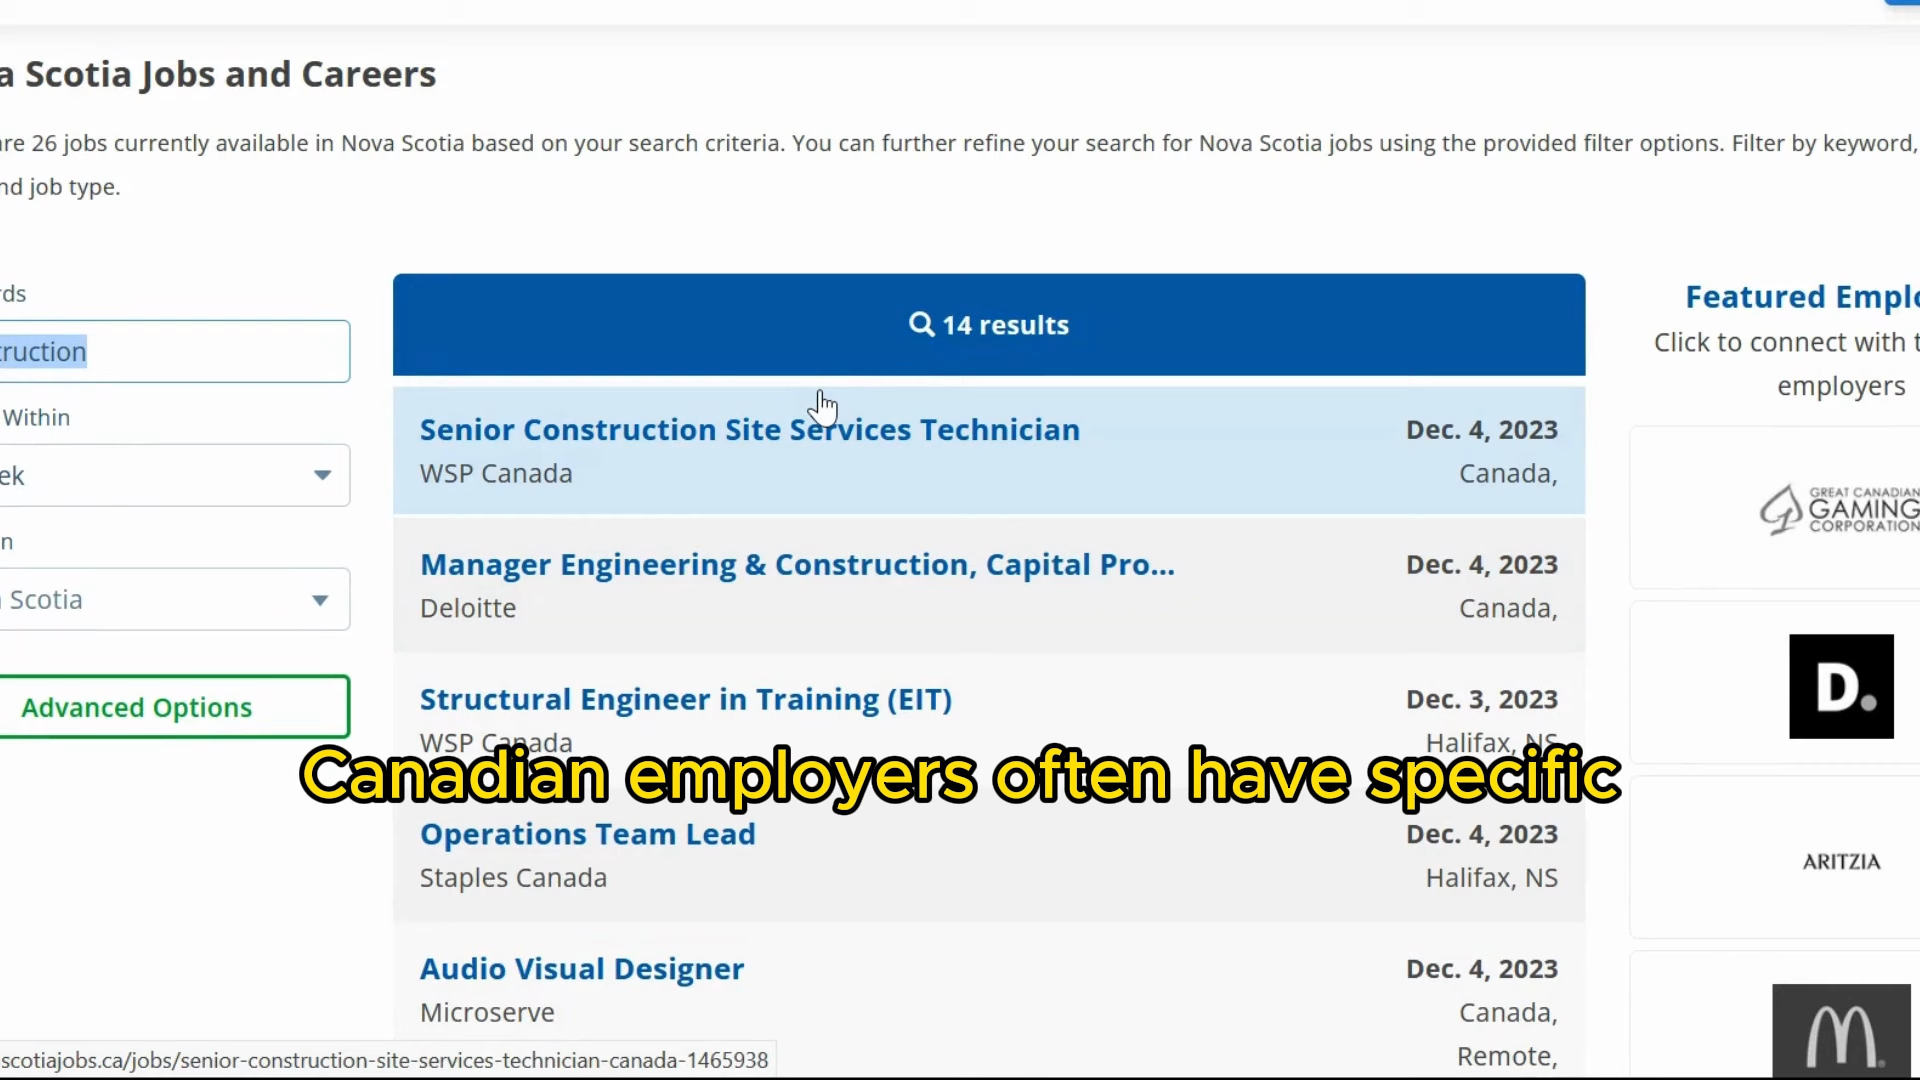 a Scotia Jobs and Careers
re 26 jobs currently available in Nova Scotia based on your search criteria. You can further refine your search for Nova Scotia jobs using the provided filter options. Filter by keyword,
nd job type.
rds
truction
Within
ek
n
Scotia
Advanced Options
14 results
Senior Construction Site Services Technician
Dec. 4, 2023
WSP Canada
Canada,
Manager Engineering & Construction, Capital Pro...
Dec. 4, 2023
Deloitte
Canada,
Structural Engineer in Training (EIT)
Dec. 3, 2023
WSP Canada
Halifax, NS
Canadian employers often have specific
Operations Team Lead
Dec. 4, 2023
Staples Canada
Halifax, NS
Audio Visual Designer
Dec. 4, 2023
Microserve
Canada,
Remote,
scotiajobs.ca/jobs/senior-construction-site-services-technician-canada-1465938
Featured Emplo
Click to connect with t
employers
GREAT CANADIAN
GAMING
CORPORATION
D.
ARITZIA